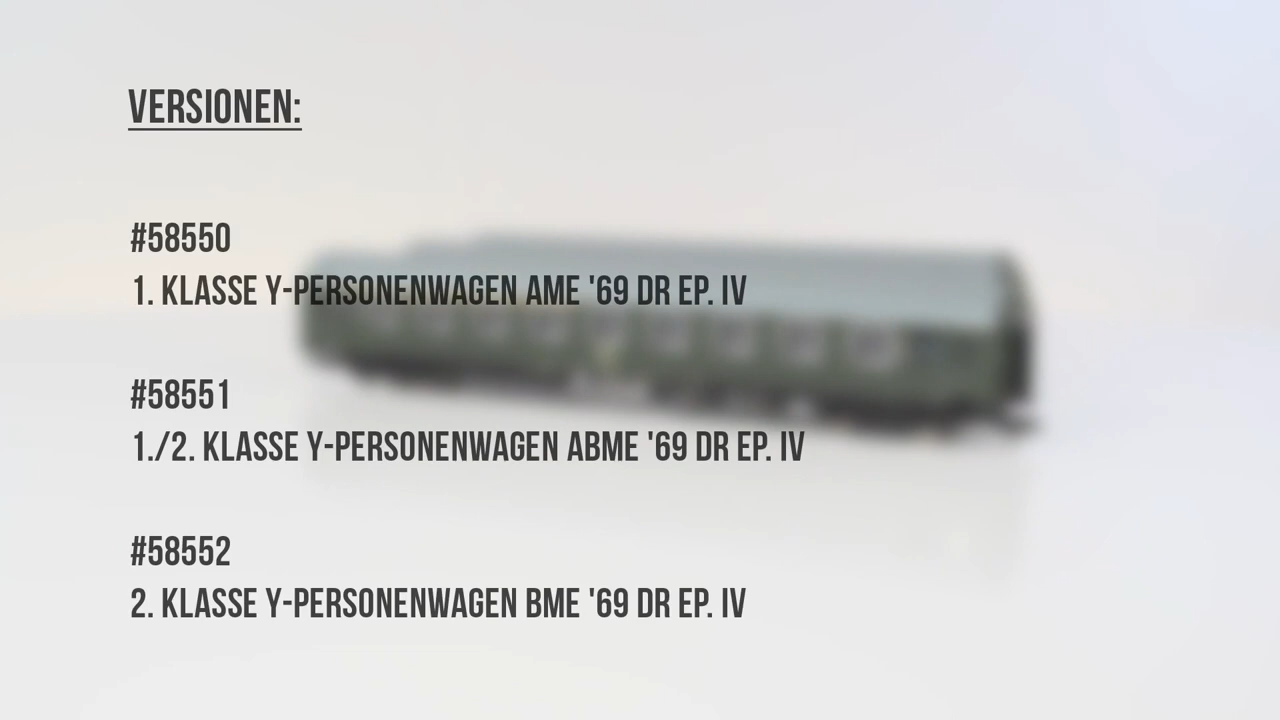 VERSIONEN:
#58550
1. KLASSE Y-PERSONENWAGEN AME '69 DR EP. IV
#58551
1./2. KLASSE Y-PERSONENWAGEN ABME '69 DR EP. IV
#58552
2. KLASSE Y-PERSONENWAGEN BME '69 DR EP. IV